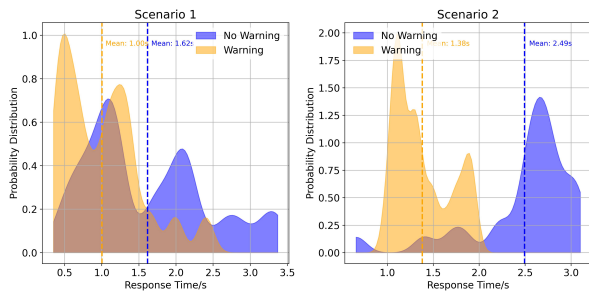 Scenario 1
Probability Distribution
1.0
0.8
0.6
0.4
0.2
0.0
Mean: 1.00s
Mean: 1.62s
No Warning
Warning
0.5
1.0
1.5
2.0
2.5
3.0
3.5
Response Time/s
Scenario 2
Probability Distribution
2.00
1.75
1.50
1.25
1.00
0.75
0.50
0.25
0.00
No Warning
Warning
1.38s
Mean: 2.49s
1.0
1.5
2.0
2.5
3.0
Response Time/s